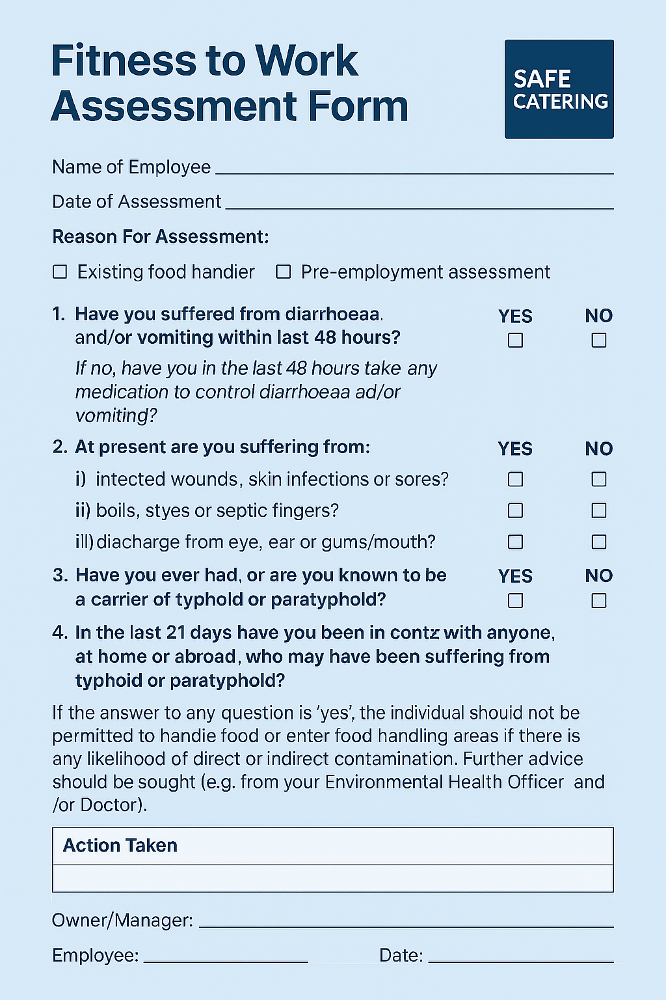 Fitness to Work
Assessment Form
SAFE
CATERING
Name of Employee
Date of Assessment
Reason For Assessment:
Existing food handier
Pre-employment assessment
1. Have you suffered from diarrhoeaa.
and/or vomiting within last 48 hours?
YES NO
If no, have you in the last 48 hours take any
medication to control diarrhoeaa ad/or
vomiting?
2. At present are you suffering from:
YES NO
i) intected wounds, skin infections or sores?
ii) boils, styes or septic fingers?
ill) diacharge from eye, ear or gums/mouth?
3. Have you ever had, or are you known to be
a carrier of typhold or paratyphold?
YES NO
4. In the last 21 days have you been in with anyone,
at home or abroad, who may have been suffering from
typhoid or paratyphold?
If the answer to any question is ‘yes’, the individual should not be
permitted to handie food or enter food handling areas if there is
any likelihood of direct or indirect contamination. Further advice
should be sought (e.g. from your Environmental Health Officer and
/or Doctor).
Action Taken
Owner/Manager:
Employee: Date: